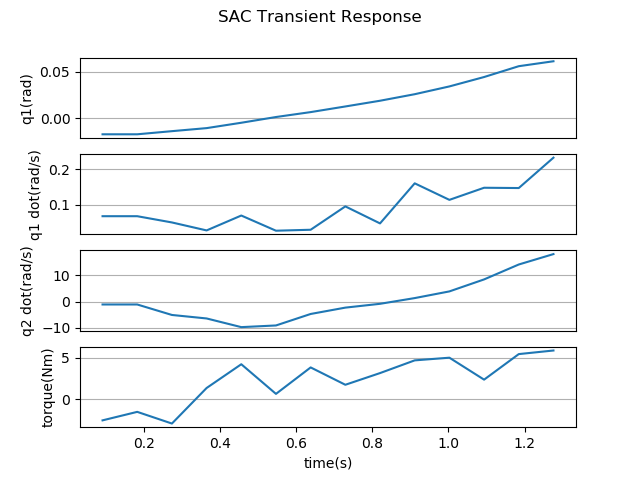 SAC Transient Response
q1(rad)
0.05
0.00
q1 dot(rad/s)
0.2
0.1
q2 dot(rad/s)
10
0
−10
torque(Nm)
5
0
0.2 0.4 0.6 0.8 1.0 1.2
time(s)